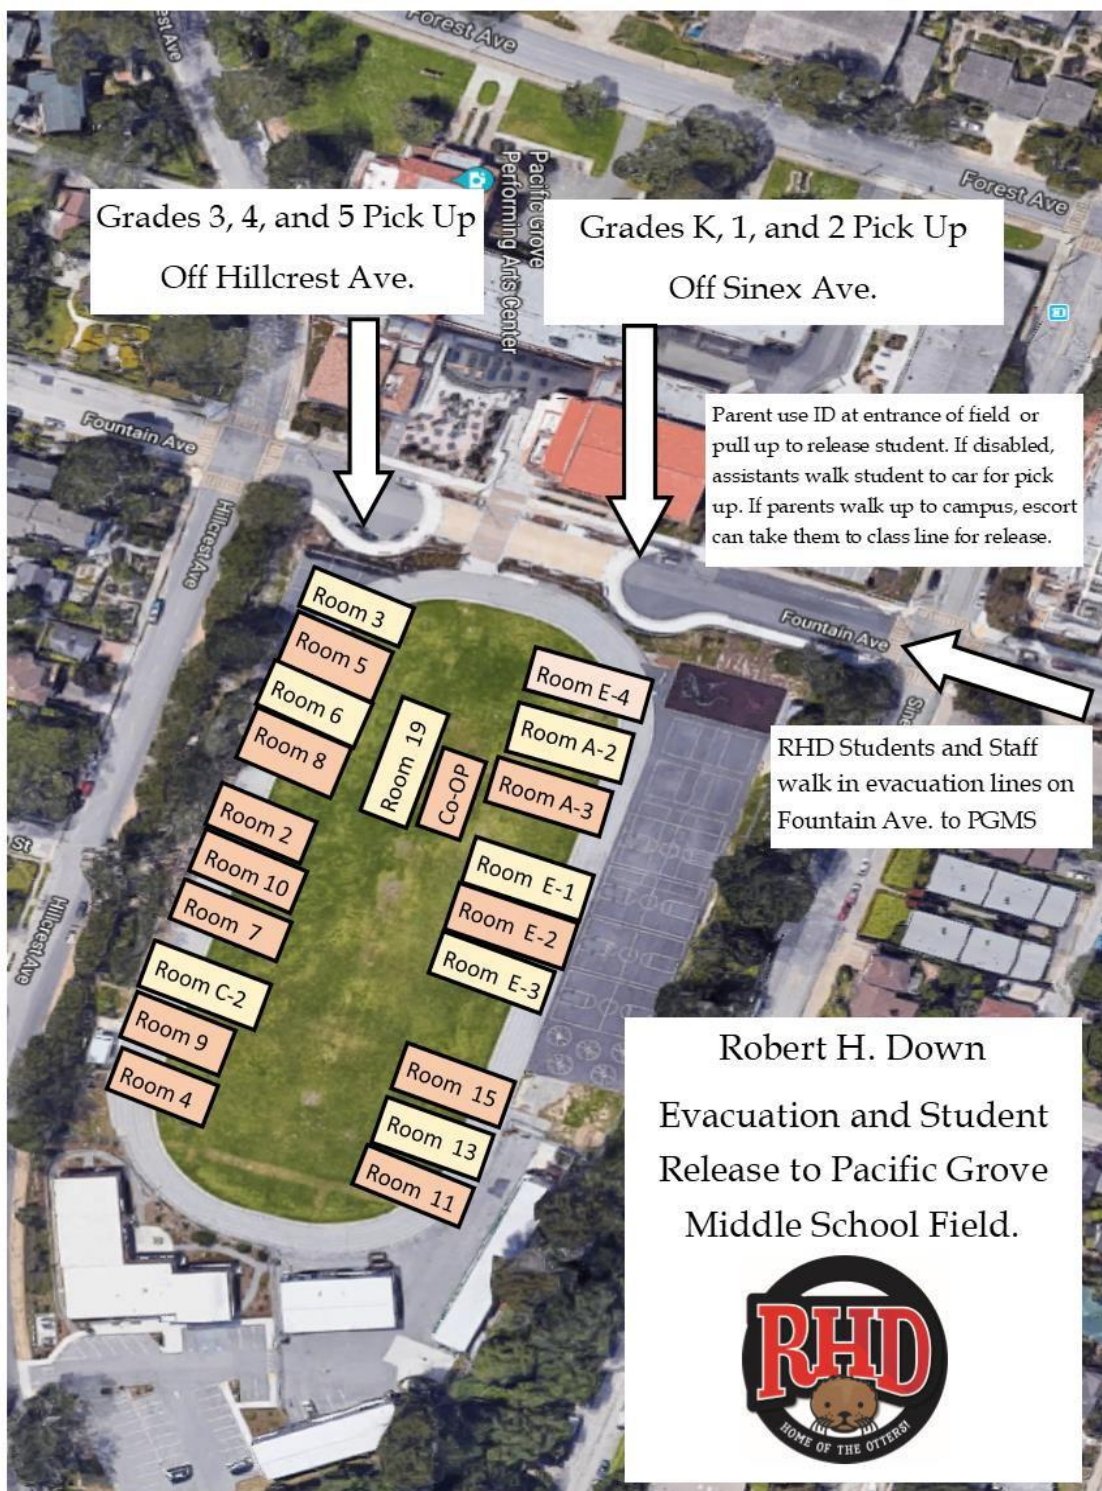 Forest Ave
est Ave
Forest Ave
Pacific Grove
Performing Arts Center
Grades 3, 4, and 5 Pick Up
Off Hillcrest Ave.
Grades K, 1, and 2 Pick Up
Off Sinex Ave.
Parent use ID at entrance of field or
pull up to release student. If disabled,
assistants walk student to car for pick
up. If parents walk up to campus, escort
can take them to class line for release.
Fountain Ave
Hillcrest Ave
Fountain Ave
Sine
RHD Students and Staff
walk in evacuation lines on
Fountain Ave. to PGMS
Room 3
Room 5
Room 6
Room 8
Room 19
Co-OP
Room E-4
Room A-2
Room A-3
Room 2
Room 10
Room 7
Room E-1
Room E-2
Room E-3
St
Hillcrest Ave
Room C-2
Room 9
Room 4
Room 15
Room 13
Room 11
Robert H. Down
Evacuation and Student
Release to Pacific Grove
Middle School Field.
RHD
HOME OF THE OTTERS!